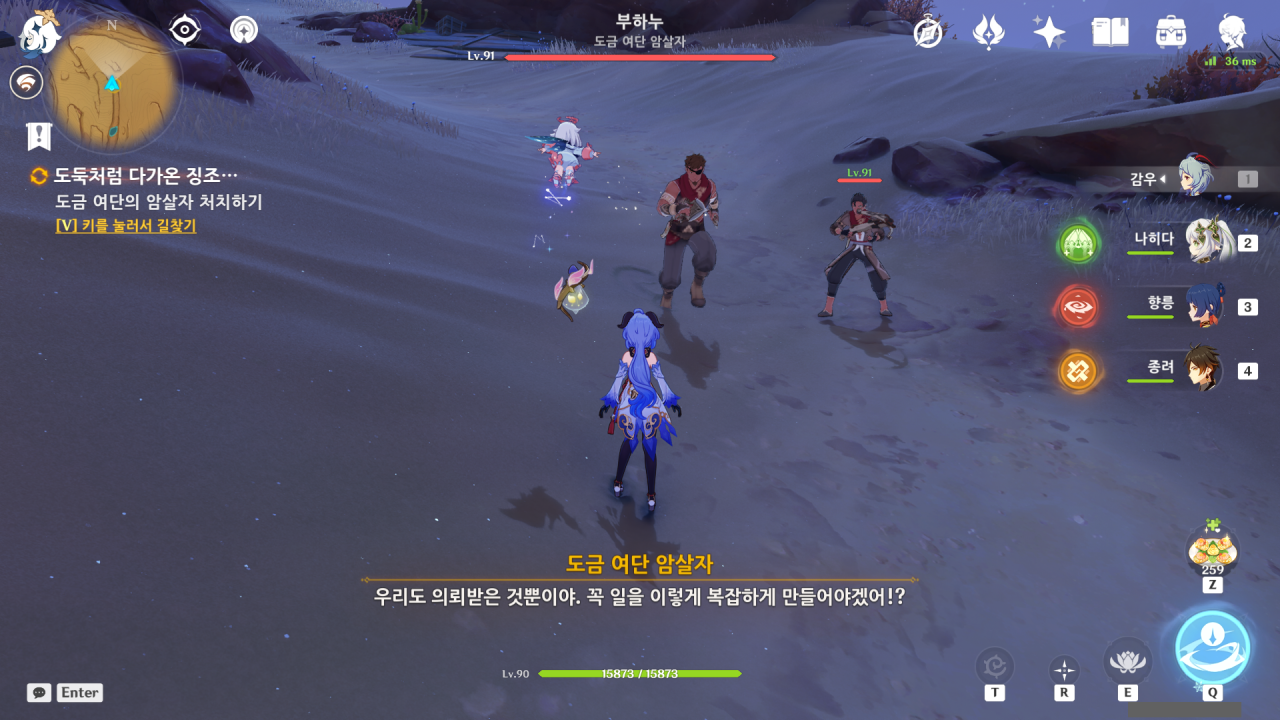 N
부하누
도금 여단 암살자
Lv.91
36 ms
도둑처럼 다가온 징조…
도금 여단의 암살자 처치하기
[V] 키를 눌러서 길찾기
Lv.91
감우
1
나히다
2
향릉
3
종려
4
도금 여단 암살자
우리도 의뢰받은 것뿐이야. 꼭 일을 이렇게 복잡하게 만들어야겠어!?
259
Z
Lv.90
15873 / 15873
Enter
T
R
E
Q